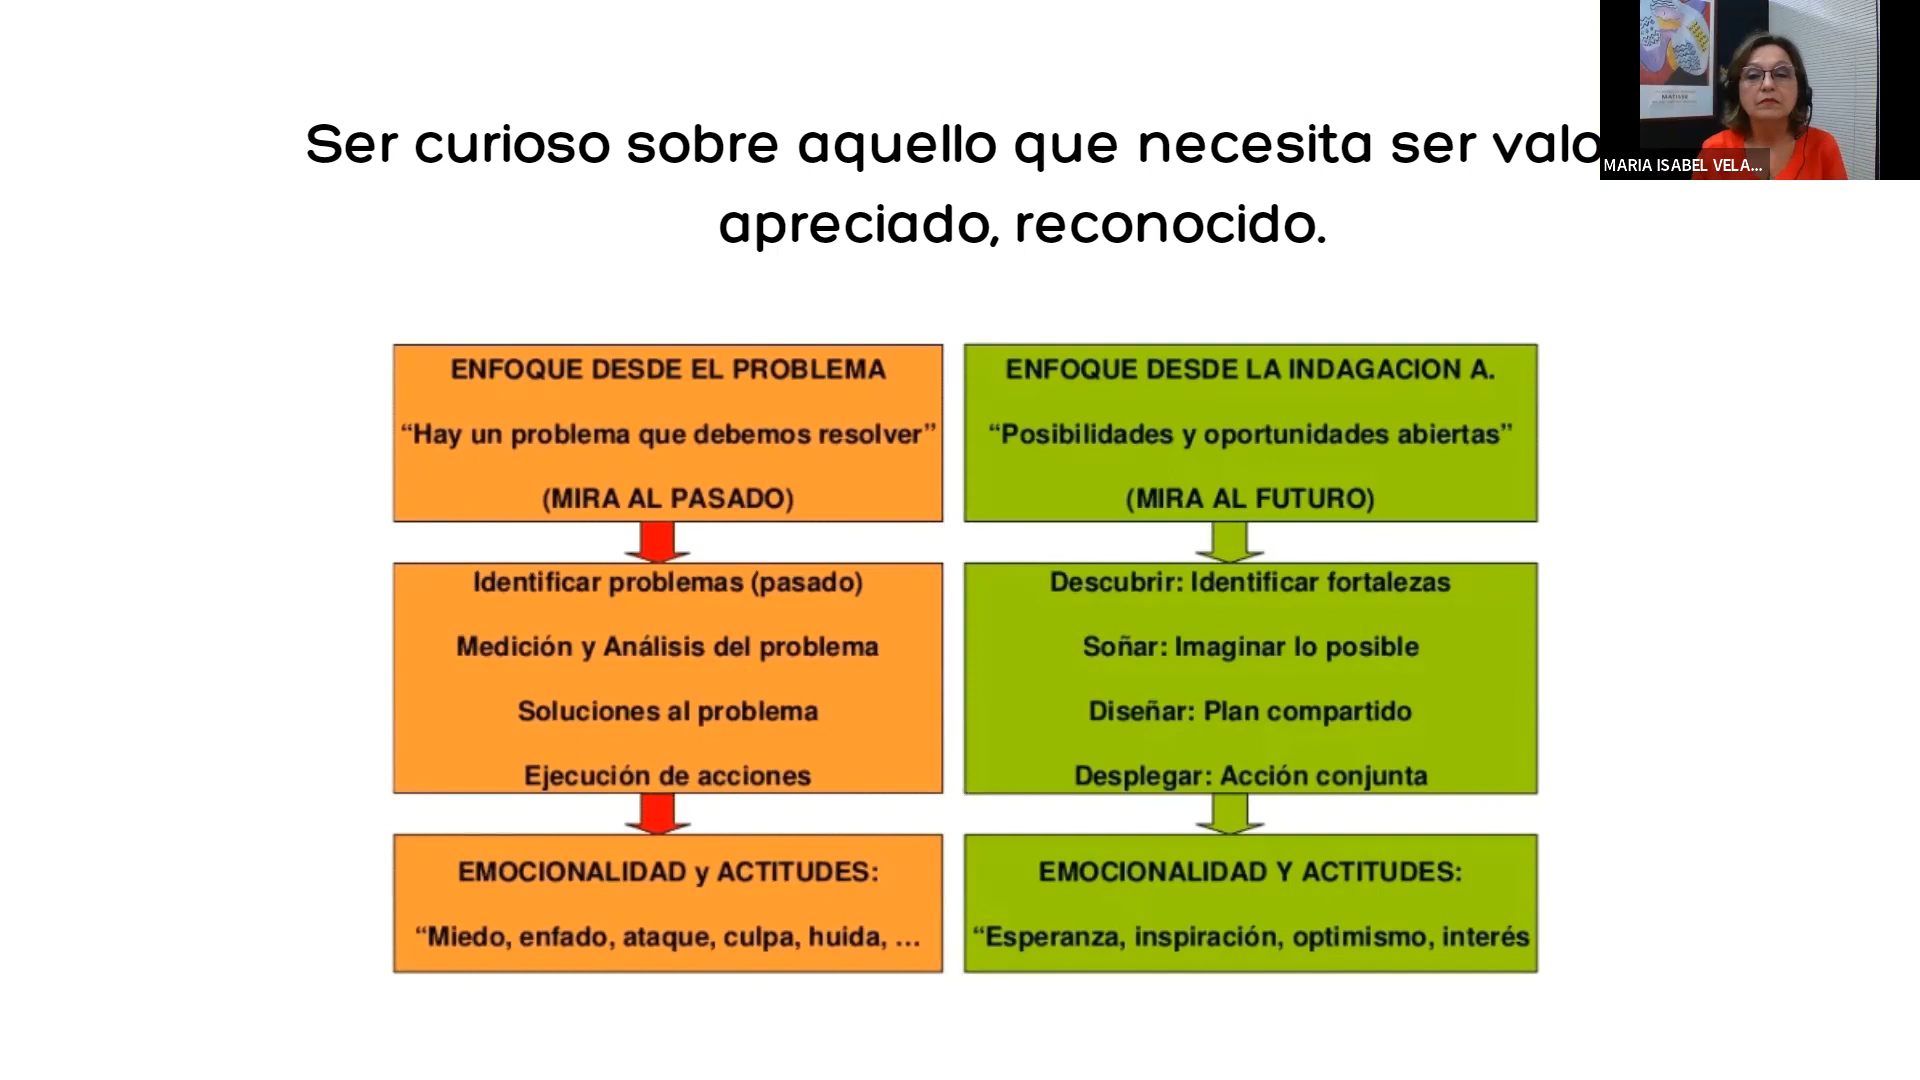 Ser curioso sobre aquello que necesita ser valo
apreciado, reconocido.
MATISSE
MARIA ISABEL VELA...
ENFOQUE DESDE EL PROBLEMA
“Hay un problema que debemos resolver”
(MIRA AL PASADO)
Identificar problemas (pasado)
Medición y Análisis del problema
Soluciones al problema
Ejecución de acciones
EMOCIONALIDAD y ACTITUDES:
“Miedo, enfado, ataque, culpa, huida, ...
ENFOQUE DESDE LA INDAGACION A.
“Posibilidades y oportunidades abiertas”
(MIRA AL FUTURO)
Descubrir: Identificar fortalezas
Soñar: Imaginar lo posible
Diseñar: Plan compartido
Desplegar: Acción conjunta
EMOCIONALIDAD Y ACTITUDES:
“Esperanza, inspiración, optimismo, interés